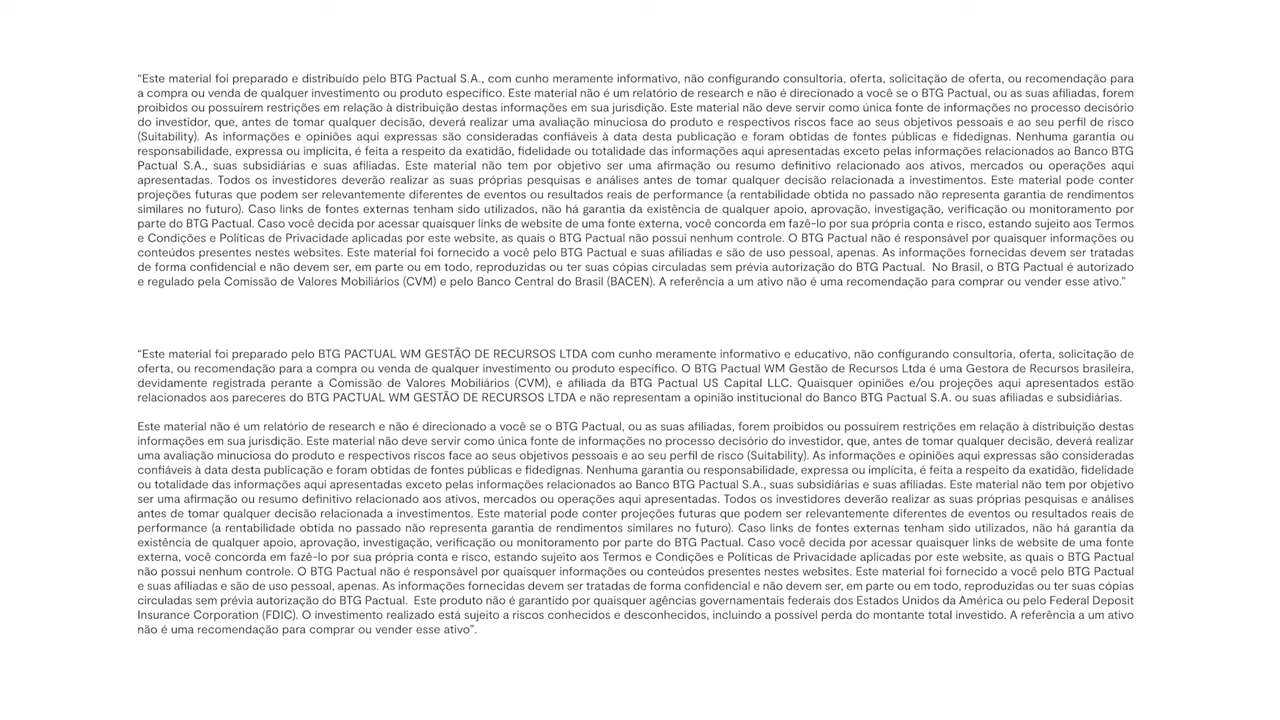 “Este material foi preparado e distribuído pelo BTG Pactual S.A., com cunho meramente informativo, não configurando consultoria, oferta, solicitação de oferta, ou recomendação para
a compra ou venda de qualquer investimento ou produto específico. Este material não é um relatório de research e não é direcionado a você se o BTG Pactual, ou as suas afiliadas, forem
proibidos ou possuírem restrições em relação à distribuição destas informações em sua jurisdição. Este material não deve servir como única fonte de informações no processo decisório
do investidor, que, antes de tomar qualquer decisão, deverá realizar uma avaliação minuciosa do produto e respectivos riscos face ao seus objetivos pessoais e ao seu perfil de risco
(Suitability). As informações e opiniões aqui expressas são consideradas confiáveis à data desta publicação e foram obtidas de fontes públicas e fidedignas. Nenhuma garantia ou
responsabilidade, expressa ou implícita, é feita a respeito da exatidão, fidelidade ou totalidade das informações aqui apresentadas exceto pelas informações relacionados ao Banco BTG
Pactual S.A., suas subsidiárias e suas afiliadas. Este material não tem por objetivo ser uma afirmação ou resumo definitivo relacionado aos ativos, mercados ou operações aqui
apresentadas. Todos os investidores deverão realizar as suas próprias pesquisas e análises antes de tomar qualquer decisão relacionada a investimentos. Este material pode conter
projeções futuras que podem ser relevantemente diferentes de eventos ou resultados reais de performance (a rentabilidade obtida no passado não representa garantia de rendimentos
similares no futuro). Caso links de fontes externas tenham sido utilizados, não há garantia da existência de qualquer apoio, aprovação, investigação, verificação ou monitoramento por
parte do BTG Pactual. Caso você decida por acessar quaisquer links de website de uma fonte externa, você concorda em fazê-lo por sua própria conta e risco, estando sujeito aos Termos
e Condições e Políticas de Privacidade aplicadas por este website, as quais o BTG Pactual não possui nenhum controle. O BTG Pactual não é responsável por quaisquer informações ou
conteúdos presentes nestes websites. Este material foi fornecido a você pelo BTG Pactual e suas afiliadas e são de uso pessoal, apenas. As informações fornecidas devem ser tratadas
de forma confidencial e não devem ser, em parte ou em todo, reproduzidas ou ter suas cópias circuladas sem prévia autorização do BTG Pactual.  No Brasil, o BTG Pactual é autorizado
e regulado pela Comissão de Valores Mobiliários (CVM) e pelo Banco Central do Brasil (BACEN). A referência a um ativo não é uma recomendação para comprar ou vender esse ativo.”
“Este material foi preparado pelo BTG PACTUAL WM GESTÃO DE RECURSOS LTDA com cunho meramente informativo e educativo, não configurando consultoria, oferta, solicitação de
oferta, ou recomendação para a compra ou venda de qualquer investimento ou produto específico. O BTG Pactual WM Gestão de Recursos Ltda é uma Gestora de Recursos brasileira,
devidamente registrada perante a Comissão de Valores Mobiliários (CVM), e afiliada da BTG Pactual US Capital LLC. Quaisquer opiniões e/ou projeções aqui apresentados estão
relacionados aos pareceres do BTG PACTUAL WM GESTÃO DE RECURSOS LTDA e não representam a opinião institucional do Banco BTG Pactual S.A. ou suas afiliadas e subsidiárias.
Este material não é um relatório de research e não é direcionado a você se o BTG Pactual, ou as suas afiliadas, forem proibidos ou possuírem restrições em relação à distribuição destas
informações em sua jurisdição. Este material não deve servir como única fonte de informações no processo decisório do investidor, que, antes de tomar qualquer decisão, deverá realizar
uma avaliação minuciosa do produto e respectivos riscos face ao seus objetivos pessoais e ao seu perfil de risco (Suitability). As informações e opiniões aqui expressas são consideradas
confiáveis à data desta publicação e foram obtidas de fontes públicas e fidedignas. Nenhuma garantia ou responsabilidade, expressa ou implícita, é feita a respeito da exatidão, fidelidade
ou totalidade das informações aqui apresentadas exceto pelas informações relacionados ao Banco BTG Pactual S.A., suas subsidiárias e suas afiliadas. Este material não tem por objetivo
ser uma afirmação ou resumo definitivo relacionado aos ativos, mercados ou operações aqui apresentadas. Todos os investidores deverão realizar as suas próprias pesquisas e análises
antes de tomar qualquer decisão relacionada a investimentos. Este material pode conter projeções futuras que podem ser relevantemente diferentes de eventos ou resultados reais de
performance (a rentabilidade obtida no passado não representa garantia de rendimentos similares no futuro). Caso links de fontes externas tenham sido utilizados, não há garantia da
existência de qualquer apoio, aprovação, investigação, verificação ou monitoramento por parte do BTG Pactual. Caso você decida por acessar quaisquer links de website de uma fonte
externa, você concorda em fazê-lo por sua própria conta e risco, estando sujeito aos Termos e Condições e Políticas de Privacidade aplicadas por este website, as quais o BTG Pactual
não possui nenhum controle. O BTG Pactual não é responsável por quaisquer informações ou conteúdos presentes nestes websites. Este material foi fornecido a você pelo BTG Pactual
e suas afiliadas e são de uso pessoal, apenas. As informações fornecidas devem ser tratadas de forma confidencial e não devem ser, em parte ou em todo, reproduzidas ou ter suas cópias
circuladas sem prévia autorização do BTG Pactual.  Este produto não é garantido por quaisquer agências governamentais federais dos Estados Unidos da América ou pelo Federal Deposit
Insurance Corporation (FDIC). O investimento realizado está sujeito a riscos conhecidos e desconhecidos, incluindo a possível perda do montante total investido. A referência a um ativo
não é uma recomendação para comprar ou vender esse ativo”.